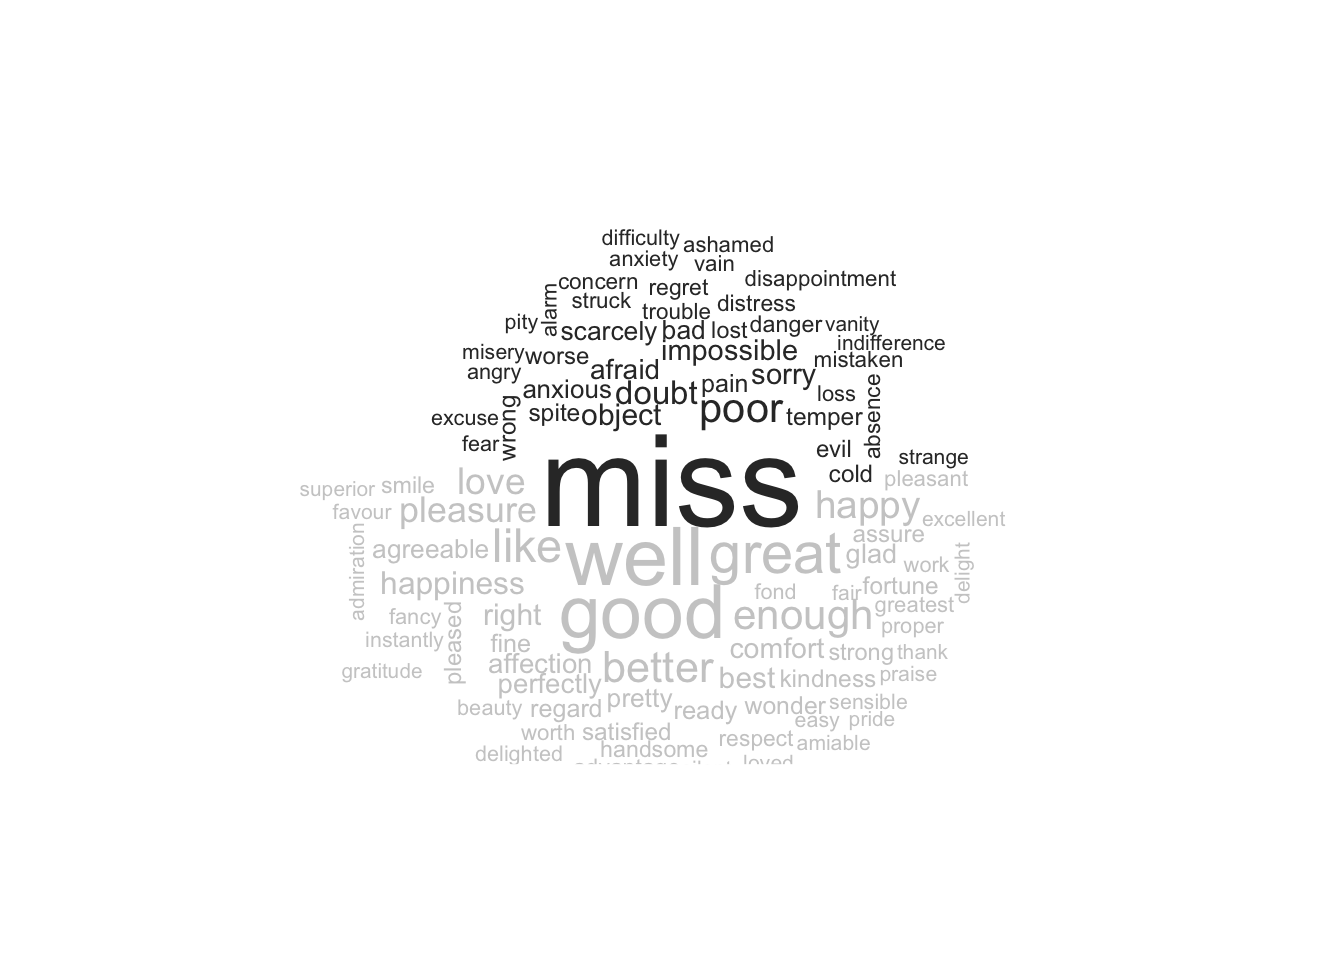 difficulty ashamed
anxiety vain
concern disappointment
alarm struck regret distress
trouble
pity scarcely bad lost danger vanity
misery worse impossible indifference
angry afraid sorry mistaken
anxious doubt pain loss absence
excuse wrong spite object poor temper
fear evil strange
miss cold
superior smile love pleasant
favour pleasure happy excellent
admiration agreeable like well great assure
glad work delight
happiness fond fair fortune
fancy pleased right good enough greatest
proper
instantly fine comfort strong thank
gratitude affection better best kindness praise
perfectly
beauty regard pretty ready wonder sensible
easy pride
worth satisfied respect amiable
delighted handsome
advantage loved